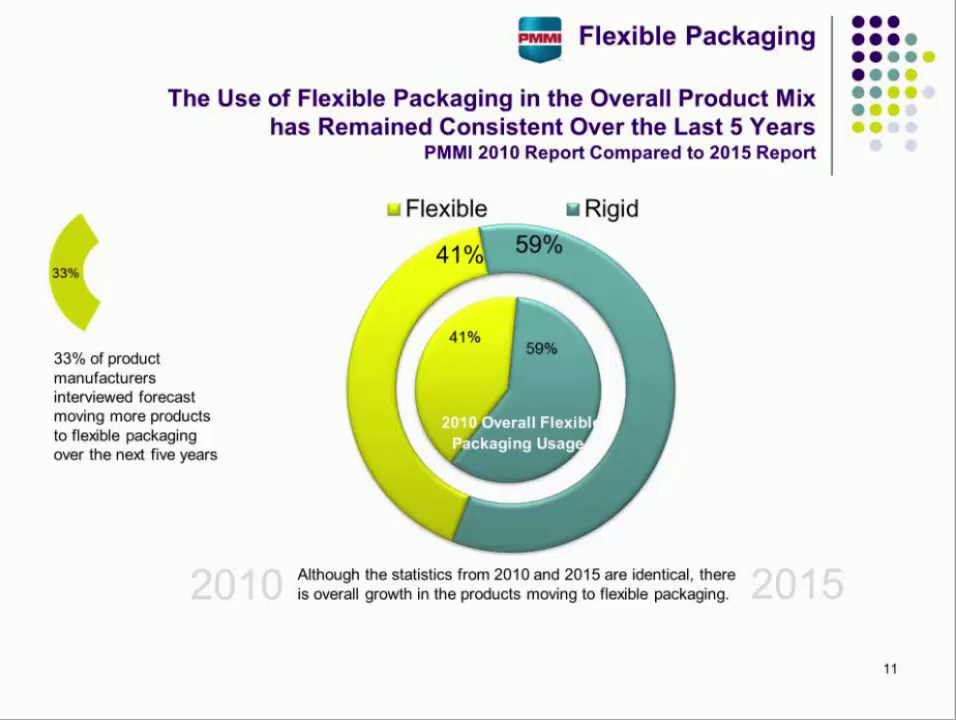 PMMI
Flexible Packaging
The Use of Flexible Packaging in the Overall Product Mix
has Remained Consistent Over the Last 5 Years
PMMI 2010 Report Compared to 2015 Report
Flexible
Rigid
41%
59%
41%
59%
2010 Overall Flexible
Packaging Usage
33%
33% of product
manufacturers
interviewed forecast
moving more products
to flexible packaging
over the next five years
2010
Although the statistics from 2010 and 2015 are identical, there
is overall growth in the products moving to flexible packaging.
2015
11